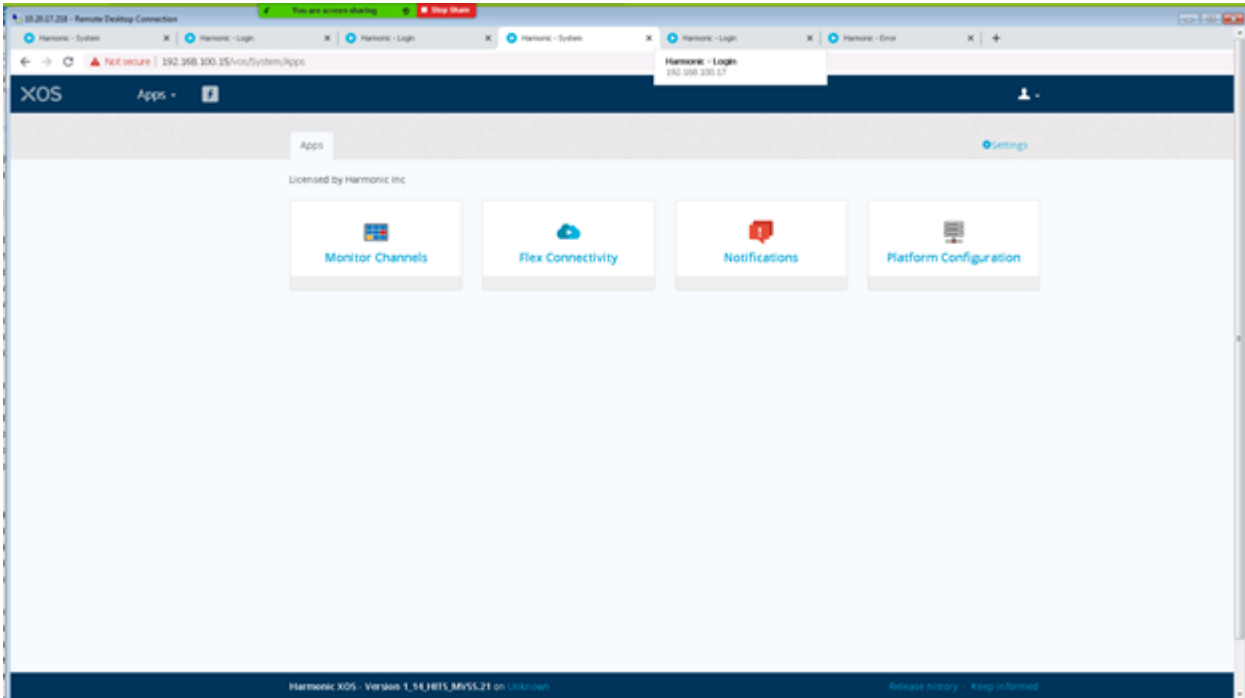 10.20.17.218 - Remote Desktop Connection
You are screen sharing
Stop Share
Harmonic - System
Harmonic - Login
Harmonic - Login
Harmonic - System
Harmonic - Login
Harmonic - Error
Not secure | 192.168.100.15/vos/System/Apps
Harmonic - Login
192.168.100.17
XOS
Apps
Apps
Settings
Licensed by Harmonic Inc
Monitor Channels
Flex Connectivity
Notifications
Platform Configuration
Harmonic XOS - Version 1_14_HITS_MVSS.21 on Unknown
Release history - Keep informed